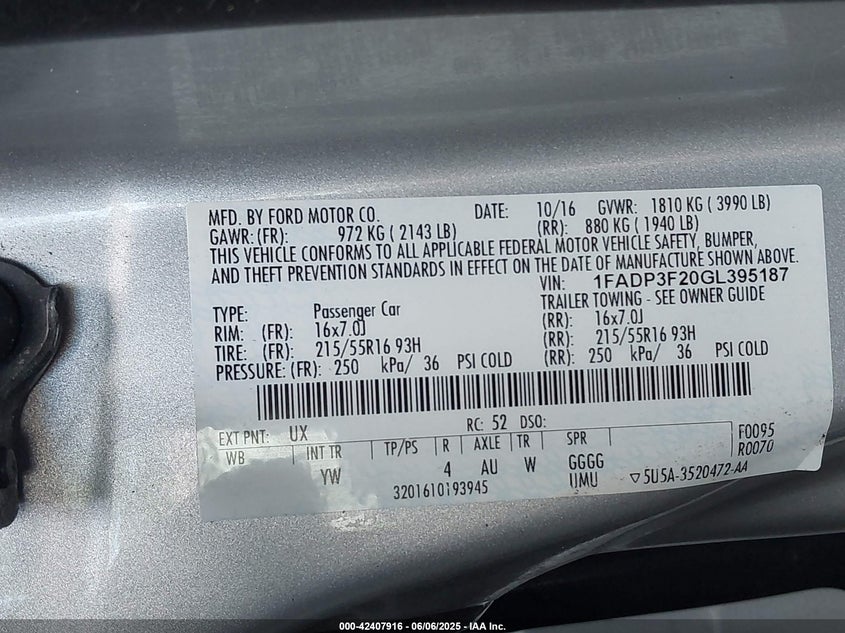 MFD. BY FORD MOTOR CO. DATE: 10/16 GVWR: 1810 KG ( 3990 LB)
GAWR: (FR): 972 KG ( 2143 LB) (RR): 880 KG ( 1940 LB)
THIS VEHICLE CONFORMS TO ALL APPLICABLE FEDERAL MOTOR VEHICLE SAFETY, BUMPER,
AND THEFT PREVENTION STANDARDS IN EFFECT ON THE DATE OF MANUFACTURE SHOWN ABOVE.
VIN: 1FADP3F20GL395187
TYPE: Passenger Car TRAILER TOWING - SEE OWNER GUIDE
RIM: (FR): 16x7.0J (RR): 16x7.0J
TIRE: (FR): 215/55R16 93H (RR): 215/55R16 93H
PRESSURE: (FR): 250 kPa/ 36 PSI COLD (RR): 250 kPa/ 36 PSI COLD
EXT PNT: UX RC: 52 DSO:
WB INT TR TP/PS R AXLE TR SPR F0095
YW 4 AU W GGGG R0070
3201610193945 UMU ▽5U5A-3520472-AA
000-42407916 - 06/06/2025 - IAA Inc.